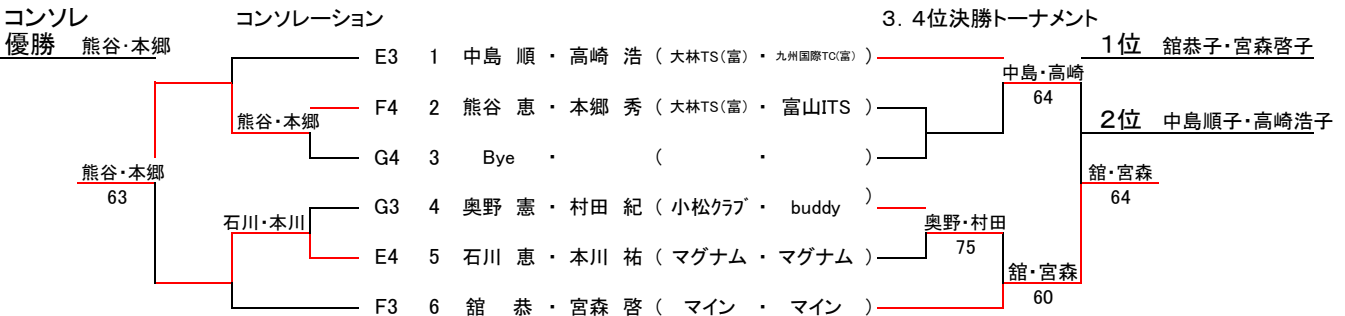 コンソレ コンソレーション 3．4位決勝トーナメント
優勝 熊谷・本郷
1位 舘恭子・宮森啓子
E3 1 中島 順 ・ 高崎 浩 ( 大林TS(富) ・ 九州国際TC(富) )
中島・高崎
64
F4 2 熊谷 恵 ・ 本郷 秀 ( 大林TS(富) ・ 富山ITS )
熊谷・本郷
2位 中島順子・高崎浩子
G4 3 Bye ・ ( ・ )
熊谷・本郷
63
舘・宮森
64
G3 4 奥野 憲 ・ 村田 紀 ( 小松クラブ ・ buddy )
石川・本川
奥野・村田
75
E4 5 石川 恵 ・ 本川 祐 ( マグナム ・ マグナム )
舘・宮森
60
F3 6 舘 恭 ・ 宮森 啓 ( マイン ・ マイン )